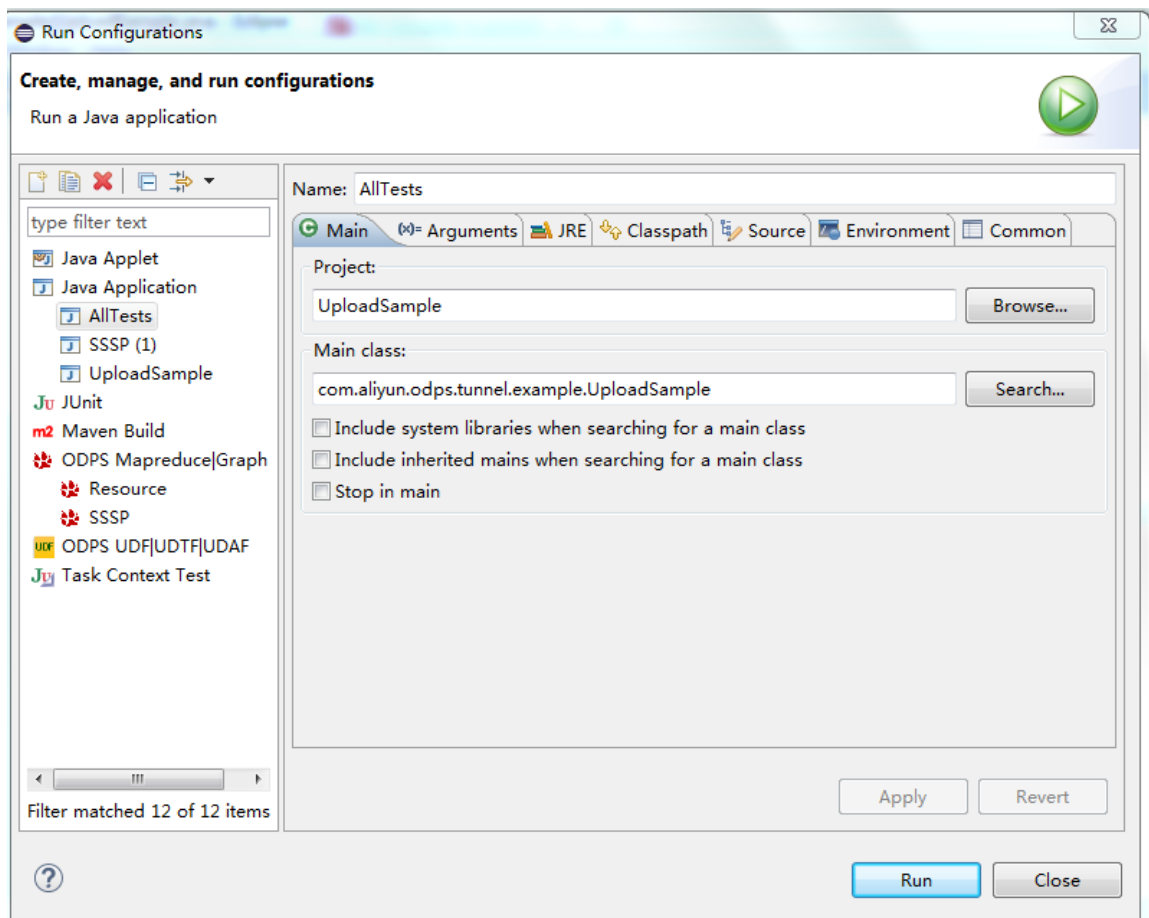 Run Configurations
Create, manage, and run configurations
Run a Java application
type filter text
Java Applet
Java Application
AllTests
SSSP (1)
UploadSample
JUnit
Maven Build
ODPS Mapreduce|Graph
Resource
SSSP
ODPS UDF|UDTF|UDAF
Task Context Test
Filter matched 12 of 12 items
Name: AllTests
Main (x)= Arguments JRE Classpath Source Environment Common
Project:
UploadSample Browse...
Main class:
com.aliyun.odps.tunnel.example.UploadSample Search...
Include system libraries when searching for a main class
Include inherited mains when searching for a main class
Stop in main
Apply Revert
Run Close